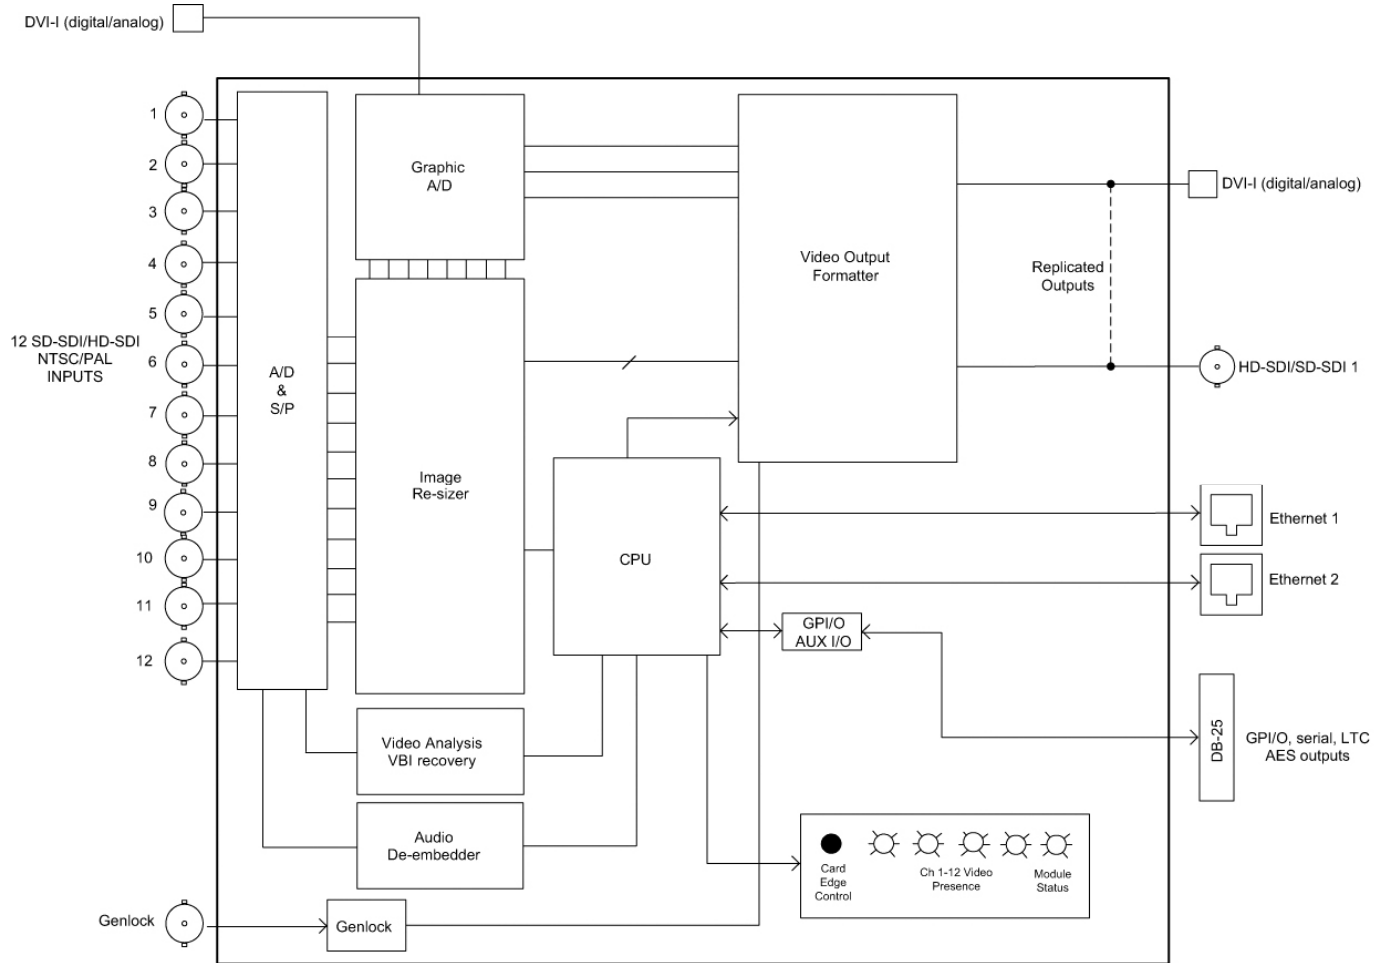 DVI-I (digital/analog)
1
2
3
4
5
6
7
8
9
10
11
12
12 SD-SDI/HD-SDI
NTSC/PAL
INPUTS
A/D
&
S/P
Graphic
A/D
Image
Re-sizer
Video Output
Formatter
CPU
Replicated
Outputs
DVI-I (digital/analog)
HD-SDI/SD-SDI 1
Ethernet 1
Ethernet 2
GPI/O
AUX I/O
DB-25
GPI/O, serial, LTC
AES outputs
Video Analysis
VBI recovery
Audio
De-embedder
Card
Edge
Control
Ch 1-12 Video
Presence
Module
Status
Genlock
Genlock